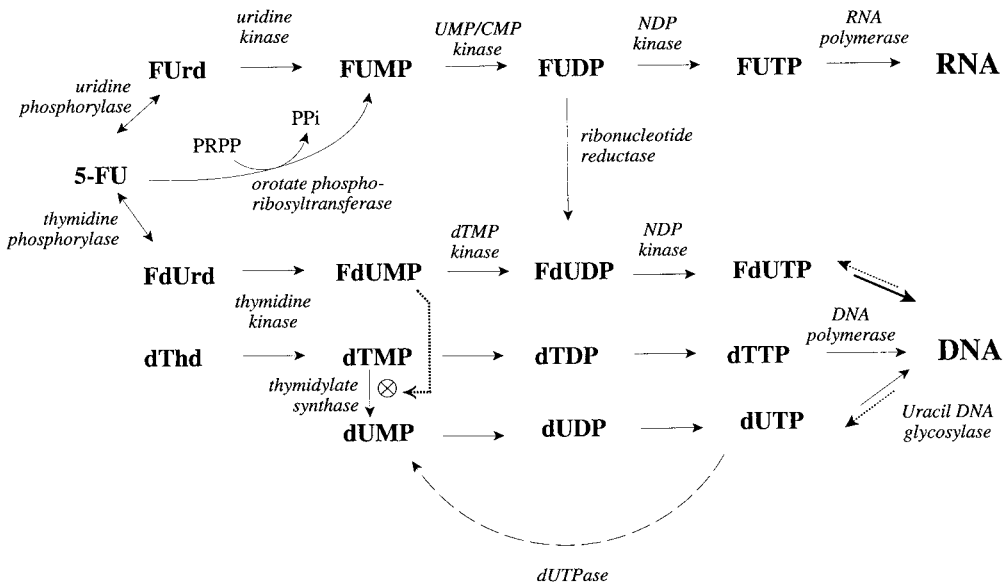 uridine
kinase
UMP/CMP
kinase
NDP
kinase
RNA
polymerase
FUrd
FUMP
FUDP
FUTP
RNA
uridine
phosphorylase
PRPP
PPi
ribonucleotide
reductase
5-FU
orotate phospho-
ribosyltransferase
thymidine
phosphorylase
dTMP
kinase
NDP
kinase
FdUrd
FdUMP
FdUDP
FdUTP
thymidine
kinase
DNA
polymerase
dThd
dTMP
dTDP
dTTP
DNA
thymidylate
synthase
dUMP
dUDP
dUTP
Uracil DNA
glycosylase
dUTPase